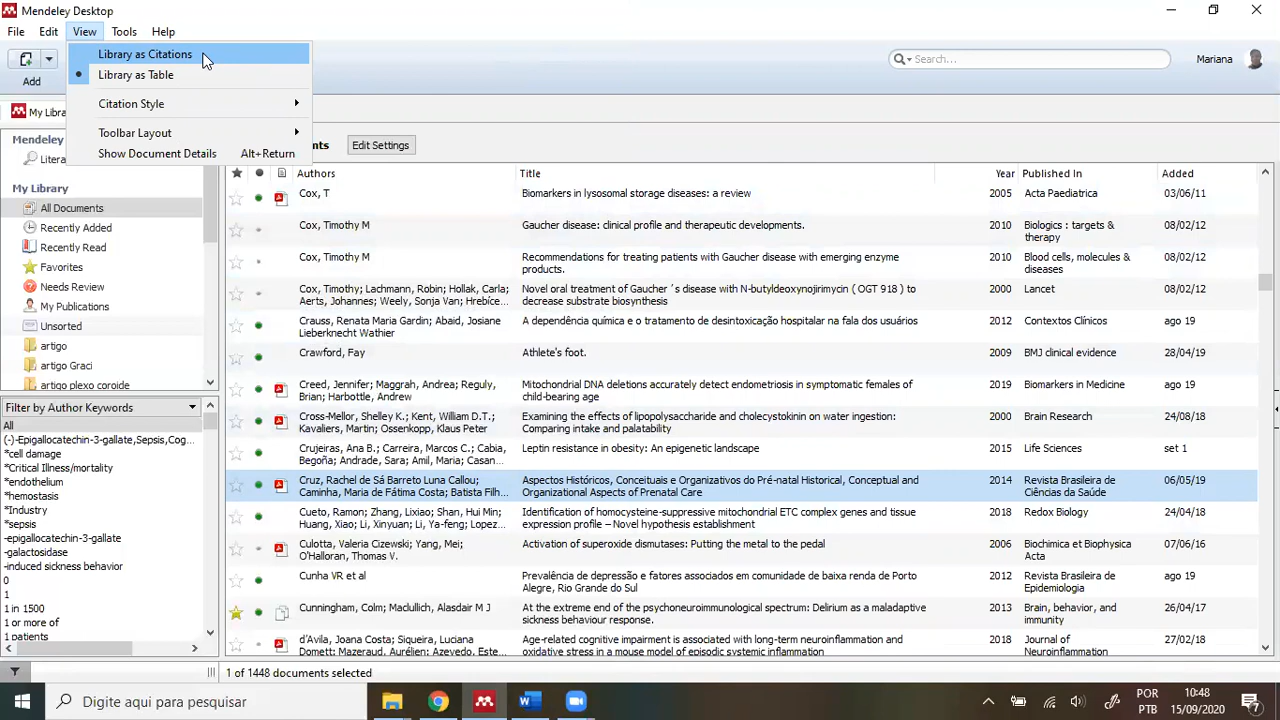 Mendeley Desktop
File Edit View Tools Help
Library as Citations
Library as Table
Citation Style
Toolbar Layout
Show Document Details Alt+Return
Add
Search...
Mariana
My Libra
Mendeley
Litera
My Library
All Documents
Recently Added
Recently Read
Favorites
Needs Review
My Publications
Unsorted
artigo
artigo Graci
artigo plexo coroide
Filter by Author Keywords
All
(-)-Epigallocatechin-3-gallate,Sepsis,Cog...
*cell damage
*Critical Illness/mortality
*endothelium
*hemostasis
*Industry
*sepsis
-epigallocatechin-3-gallate
-galactosidase
-induced sickness behavior
0
1
1 in 1500
1 or more of
1 patients
ents Edit Settings
Authors Title Year Published In Added
Cox, T Biomarkers in lysosomal storage diseases: a review 2005 Acta Paediatrica 03/06/11
Cox, Timothy M Gaucher disease: clinical profile and therapeutic developments. 2010 Biologics : targets & 08/02/12
therapy
Cox, Timothy M Recommendations for treating patients with Gaucher disease with emerging enzyme 2010 Blood cells, molecules & 08/02/12
products. diseases
Cox, Timothy; Lachmann, Robin; Hollak, Carla; Novel oral treatment of Gaucher ´s disease with N-butyldeoxynojirimycin ( OGT 918 ) to 2000 Lancet 08/02/12
Aerts, Johannes; Weely, Sonja Van; Hrebíce... decrease substrate biosynthesis
Crauss, Renata Maria Gardin; Abaid, Josiane A dependência química e o tratamento de desintoxicação hospitalar na fala dos usuários 2012 Contextos Clínicos ago 19
Lieberknecht Wathier
Crawford, Fay Athlete's foot. 2009 BMJ clinical evidence 28/04/19
Creed, Jennifer; Maggrah, Andrea; Reguly, Mitochondrial DNA deletions accurately detect endometriosis in symptomatic females of 2019 Biomarkers in Medicine ago 19
Brian; Harbottle, Andrew child-bearing age
Cross-Mellor, Shelley K.; Kent, William D.T.; Examining the effects of lipopolysaccharide and cholecystokinin on water ingestion: 2000 Brain Research 24/08/18
Kavaliers, Martin; Ossenkopp, Klaus Peter Comparing intake and palatability
Crujeiras, Ana B.; Carreira, Marcos C.; Cabia, Leptin resistance in obesity: An epigenetic landscape 2015 Life Sciences set 1
Begoña; Andrade, Sara; Amil, Maria; Casan...
Cruz, Rachel de Sá Barreto Luna Callou; Aspectos Históricos, Conceituais e Organizativos do Pré-natal Historical, Conceptual and 2014 Revista Brasileira de 06/05/19
Caminha, Maria de Fátima Costa; Batista Filh... Organizational Aspects of Prenatal Care Ciências da Saúde
Cueto, Ramon; Zhang, Lixiao; Shan, Hui Min; Identification of homocysteine-suppressive mitochondrial ETC complex genes and tissue 2018 Redox Biology 24/04/18
Huang, Xiao; Li, Xinyuan; Li, Ya-feng; Lopez... expression profile – Novel hypothesis establishment
Culotta, Valeria Cizewski; Yang, Mei; Activation of superoxide dismutases: Putting the metal to the pedal 2006 Biochimica et Biophysica 07/06/16
O'Halloran, Thomas V. Acta
Cunha VR et al Prevalência de depressão e fatores associados em comunidade de baixa renda de Porto 2012 Revista Brasileira de ago 19
Alegre, Rio Grande do Sul Epidemiologia
Cunningham, Colm; Maclullich, Alasdair M J At the extreme end of the psychoneuroimmunological spectrum: Delirium as a maladaptive 2013 Brain, behavior, and 26/04/17
sickness behaviour response. immunity
d'Avila, Joana Costa; Siqueira, Luciana Age-related cognitive impairment is associated with long-term neuroinflammation and 2018 Journal of 27/02/18
Domett; Mazeraud, Aurélien; Azevedo, Este... oxidative stress in a mouse model of episodic systemic inflammation Neuroinflammation
1 of 1448 documents selected
Digite aqui para pesquisar
POR
PTB
10:48
15/09/2020
7